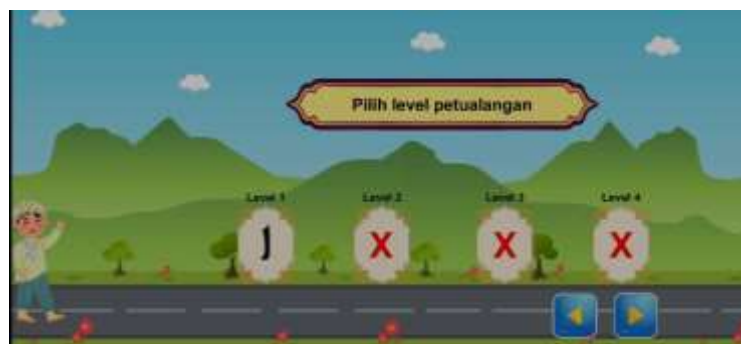 Pilih level petualangan
Level 1 Level 2 Level 3 Level 4
ا X X X